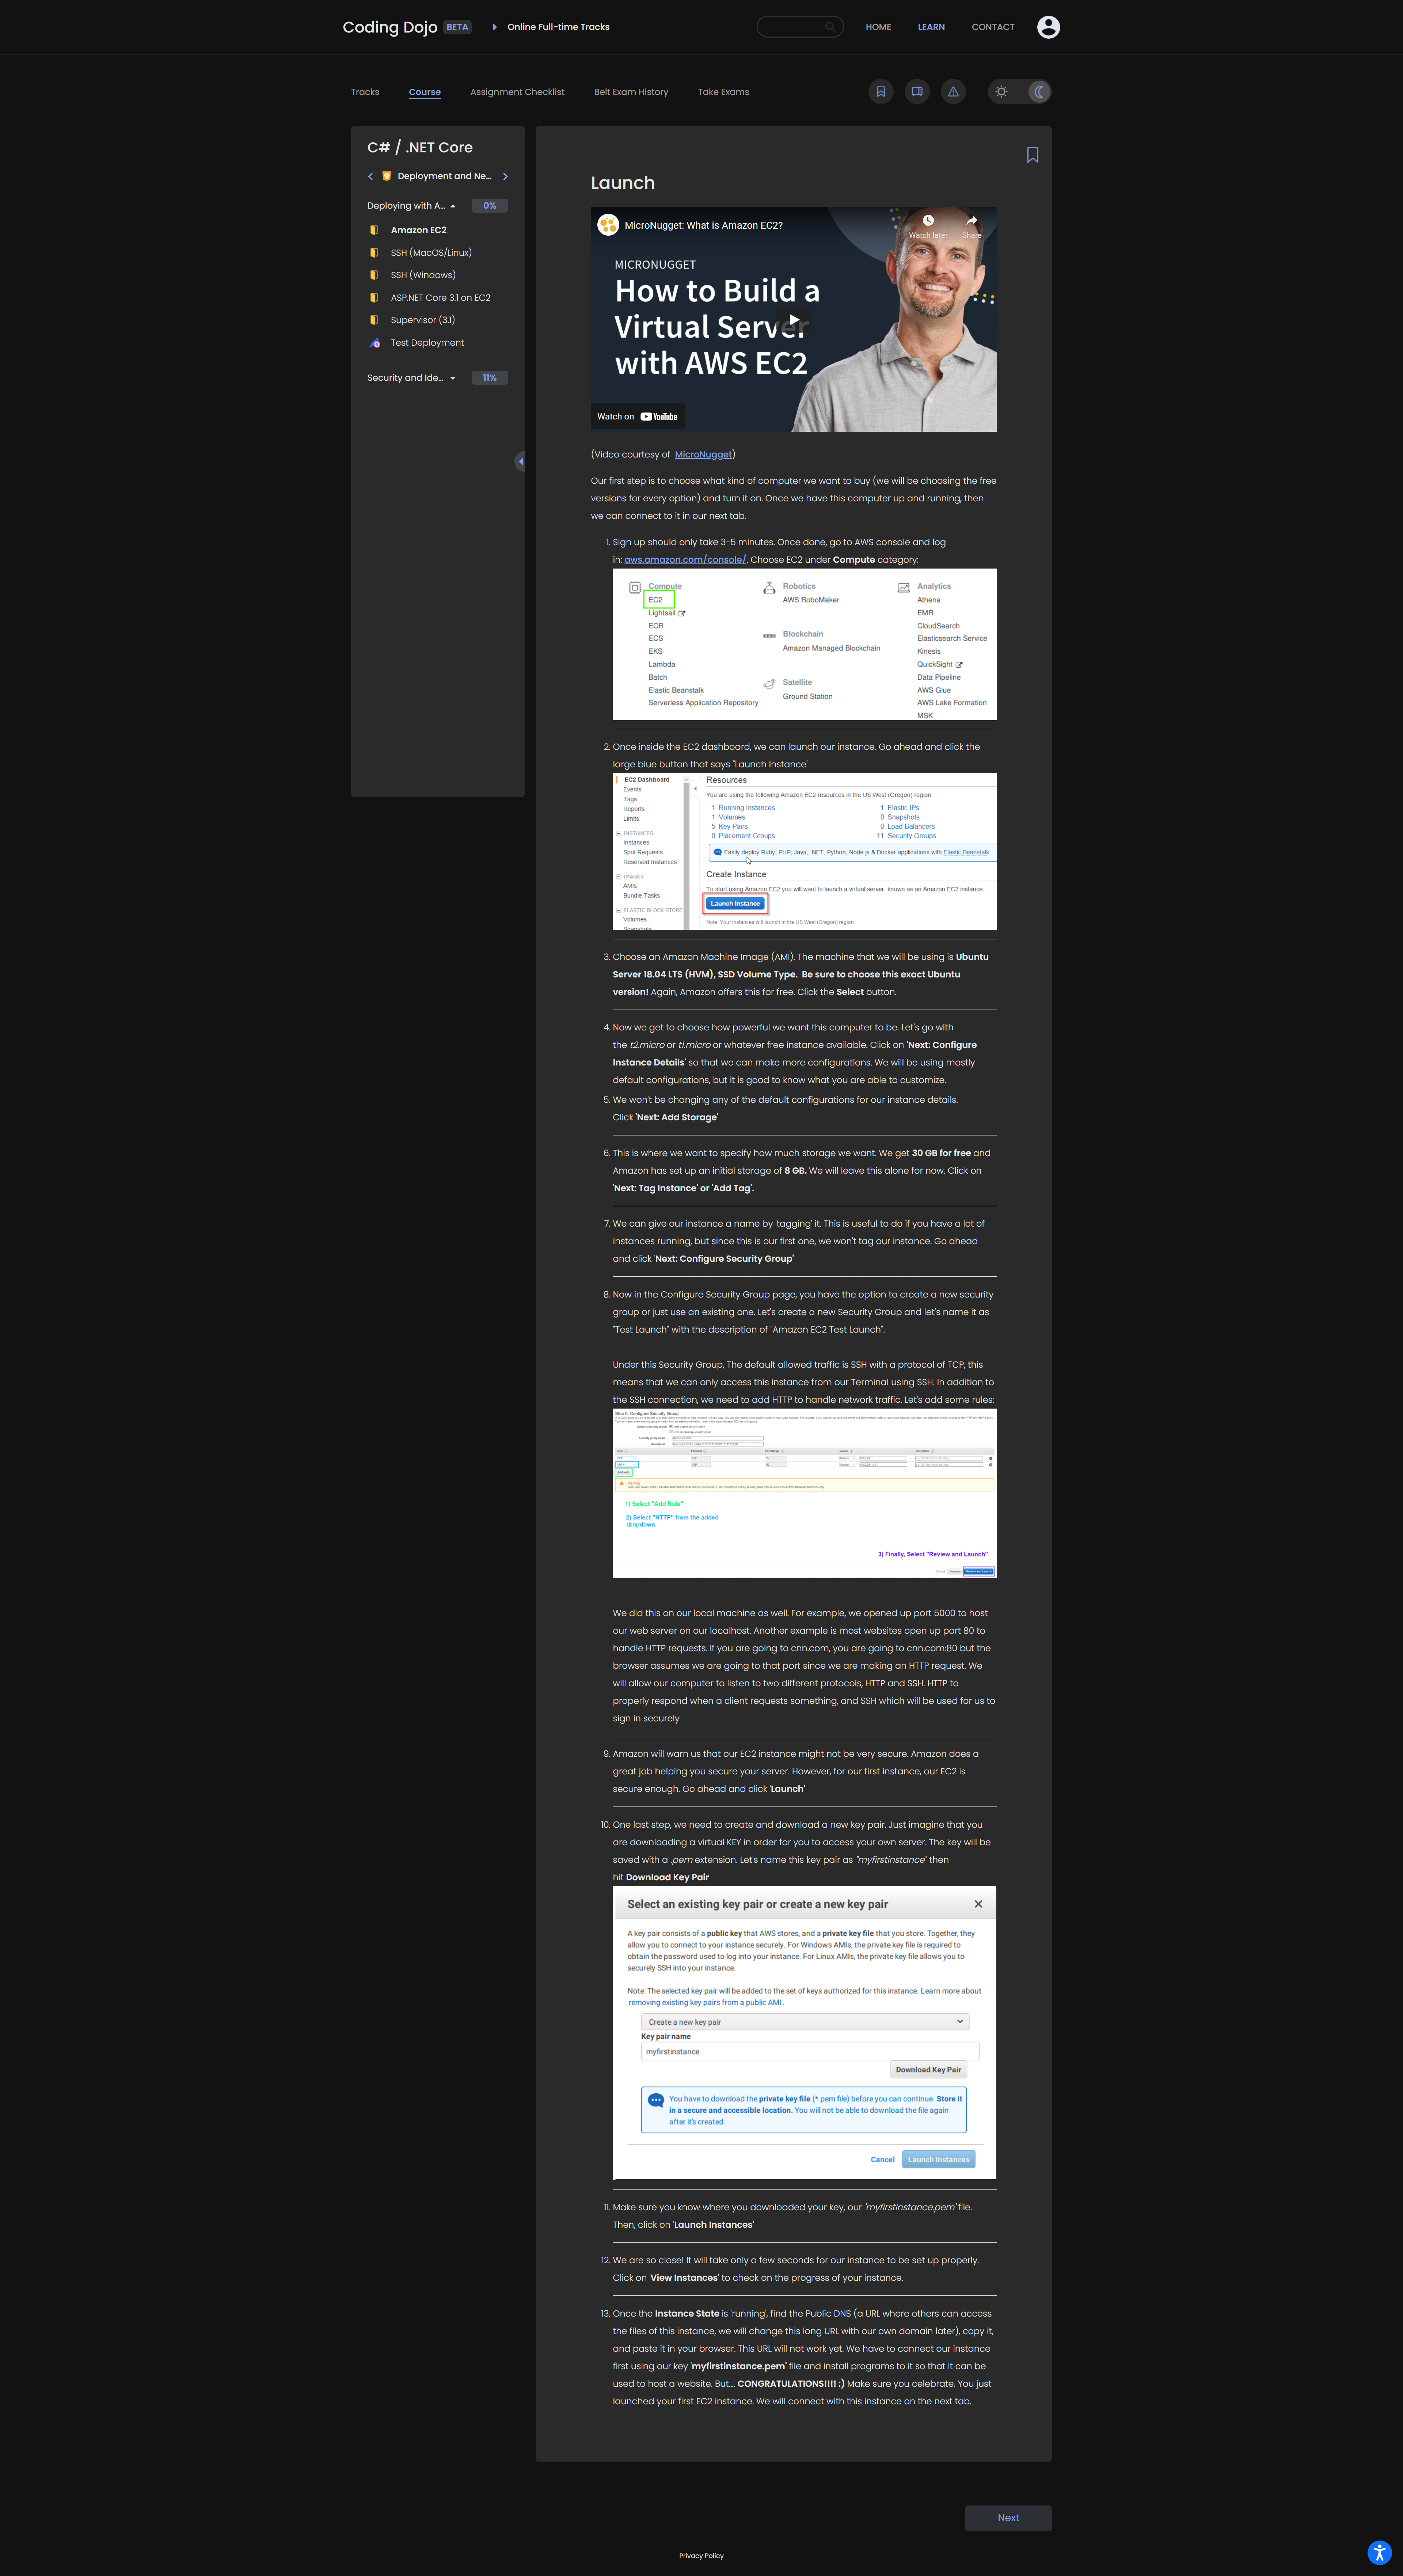 Coding Dojo BETA
Online Full-time Tracks
HOME
LEARN
CONTACT
Tracks
Course
Assignment Checklist
Belt Exam History
Take Exams
C# / .NET Core
Deployment and Ne...
Deploying with A...
0%
Amazon EC2
SSH (MacOS/Linux)
SSH (Windows)
ASP.NET Core 3.1 on EC2
Supervisor (3.1)
Test Deployment
Security and Ide...
11%
Launch
MicroNugget: What is Amazon EC2?
Watch later
Share
MICRONUGGET
How to Build a
Virtual Server
with AWS EC2
Watch on YouTube
(Video courtesy of MicroNugget)
Our first step is to choose what kind of computer we want to buy (we will be choosing the free
versions for every option) and turn it on. Once we have this computer up and running, then
we can connect to it in our next tab.
1. Sign up should only take 3-5 minutes. Once done, go to AWS console and log
in: aws.amazon.com/console/. Choose EC2 under Compute category:
Compute
EC2
Lightsail
ECR
ECS
EKS
Lambda
Batch
Elastic Beanstalk
Serverless Application Repository
Robotics
AWS RoboMaker
Blockchain
Amazon Managed Blockchain
Satellite
Ground Station
Analytics
Athena
EMR
CloudSearch
Elasticsearch Service
Kinesis
QuickSight
Data Pipeline
AWS Glue
AWS Lake Formation
MSK
2. Once inside the EC2 dashboard, we can launch our instance. Go ahead and click the
large blue button that says "Launch Instance'
EC2 Dashboard
Events
Tags
Reports
Limits
INSTANCES
Instances
Spot Requests
Reserved Instances
IMAGES
AMIs
Bundle Tasks
ELASTIC BLOCK STORE
Volumes
Snapshots
Resources
You are using the following Amazon EC2 resources in the US West (Oregon) region:
1 Running Instances
1 Volumes
5 Key Pairs
0 Placement Groups
1 Elastic IPs
0 Snapshots
0 Load Balancers
11 Security Groups
Easily deploy Ruby, PHP, Java, .NET, Python, Node.js & Docker applications with Elastic Beanstalk
Create Instance
To start using Amazon EC2 you will want to launch a virtual server, known as an Amazon EC2 instance.
Launch Instance
Note: Your instances will launch in the US West (Oregon) region
3. Choose an Amazon Machine Image (AMI). The machine that we will be using is Ubuntu
Server 18.04 LTS (HVM), SSD Volume Type. Be sure to choose this exact Ubuntu
version! Again, Amazon offers this for free. Click the Select button.
4. Now we get to choose how powerful we want this computer to be. Let's go with
the t2.micro or t1.micro or whatever free instance available. Click on 'Next: Configure
Instance Details' so that we can make more configurations. We will be using mostly
default configurations, but it is good to know what you are able to customize.
5. We won't be changing any of the default configurations for our instance details.
Click 'Next: Add Storage'
6. This is where we want to specify how much storage we want. We get 30 GB for free and
Amazon has set up an initial storage of 8 GB. We will leave this alone for now. Click on
'Next: Tag Instance' or 'Add Tag'.
7. We can give our instance a name by 'tagging' it. This is useful to do if you have a lot of
instances running, but since this is our first one, we won't tag our instance. Go ahead
and click 'Next: Configure Security Group'
8. Now in the Configure Security Group page, you have the option to create a new security
group or just use an existing one. Let's create a new Security Group and let's name it as
"Test Launch" with the description of "Amazon EC2 Test Launch".
Under this Security Group, The default allowed traffic is SSH with a protocol of TCP, this
means that we can only access this instance from our Terminal using SSH. In addition to
the SSH connection, we need to add HTTP to handle network traffic. Let's add some rules:
Step 6: Configure Security Group
1) Select "Add Rule"
2) Select "HTTP" from the added
dropdown
3) Finally, Select "Review and Launch"
We did this on our local machine as well. For example, we opened up port 5000 to host
our web server on our localhost. Another example is most websites open up port 80 to
handle HTTP requests. If you are going to cnn.com, you are going to cnn.com:80 but the
browser assumes we are going to that port since we are making an HTTP request. We
will allow our computer to listen to two different protocols, HTTP and SSH. HTTP to
properly respond when a client requests something, and SSH which will be used for us to
sign in securely
9. Amazon will warn us that our EC2 instance might not be very secure. Amazon does a
great job helping you secure your server. However, for our first instance, our EC2 is
secure enough. Go ahead and click 'Launch'
10. One last step, we need to create and download a new key pair. Just imagine that you
are downloading a virtual KEY in order for you to access your own server. The key will be
saved with a .pem extension. Let's name this key pair as "myfirstinstance" then
hit Download Key Pair
Select an existing key pair or create a new key pair
A key pair consists of a public key that AWS stores, and a private key file that you store. Together, they
allow you to connect to your instance securely. For Windows AMIs, the private key file is required to
obtain the password used to log into your instance. For Linux AMIs, the private key file allows you to
securely SSH into your instance.
Note: The selected key pair will be added to the set of keys authorized for this instance. Learn more about
removing existing key pairs from a public AMI .
Create a new key pair
Key pair name
myfirstinstance
Download Key Pair
You have to download the private key file (*.pem file) before you can continue. Store it
in a secure and accessible location. You will not be able to download the file again
after it's created.
Cancel
Launch Instances
11. Make sure you know where you downloaded your key, our 'myfirstinstance.pem' file.
Then, click on 'Launch Instances'
12. We are so close! It will take only a few seconds for our instance to be set up properly.
Click on 'View Instances' to check on the progress of your instance.
13. Once the Instance State is 'running', find the Public DNS (a URL where others can access
the files of this instance, we will change this long URL with our own domain later), copy it,
and paste it in your browser. This URL will not work yet. We have to connect our instance
first using our key 'myfirstinstance.pem' file and install programs to it so that it can be
used to host a website. But.... CONGRATULATIONS!!!! :) Make sure you celebrate. You just
launched your first EC2 instance. We will connect with this instance on the next tab.
Next
Privacy Policy